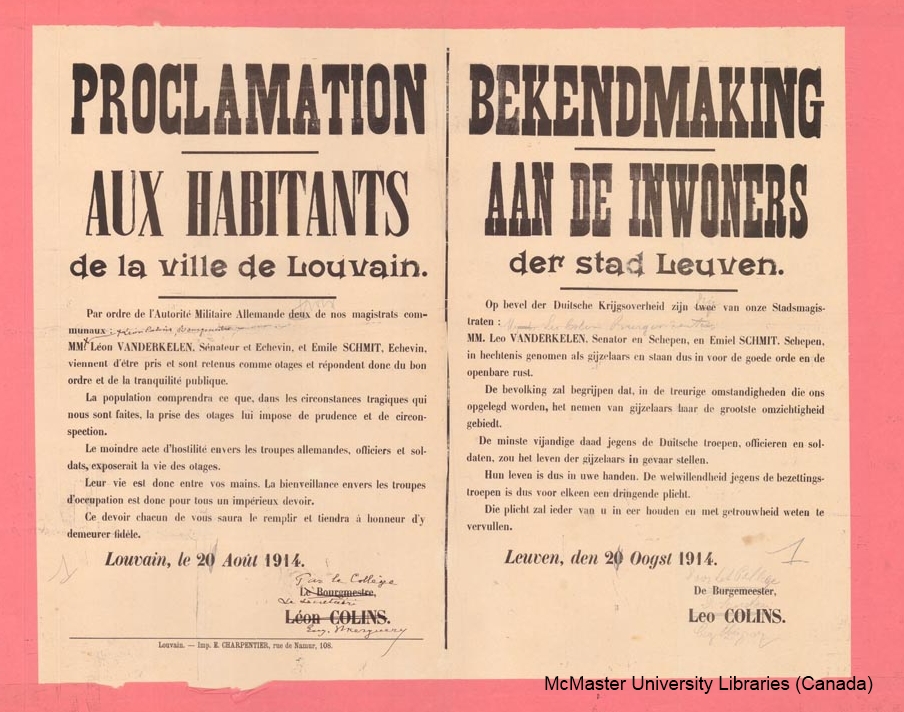 PROCLAMATION
AUX HABITANTS
de la ville de Louvain.
Par ordre de l'Autorité Militaire Allemande deux de nos magistrats com-
munaux : Léon Colins, Bourgmestre
MM. Léon VANDERKELEN, Sénateur et Echevin, et Emile SCHMIT, Echevin,
viennent d'être pris et sont retenus comme otages et répondent donc du bon
ordre et de la tranquilité publique.
La population comprendra ce que, dans les circonstances tragiques qui
nous sont faites, la prise des otages lui impose de prudence et de circon-
spection.
Le moindre acte d'hostilité envers les troupes allemandes, officiers et sol-
dats, exposerait la vie des otages.
Leur vie est donc entre vos mains. La bienveillance envers les troupes
d'occupation est donc pour tous un impérieux devoir.
Ce devoir chacun de vous saura le remplir et tiendra à honneur d'y
demeurer fidèle.
Louvain, le 20 Août 1914.
Par le Collège
Le Bourgmestre,
Le Secrétaire
Léon COLINS.
Louvain. — Imp. E. CHARPENTIER, rue de Namur, 108.
BEKENDMAKING
AAN DE INWONERS
der stad Leuven.
Op bevel der Duitsche Krijgsoverheid zijn twee van onze Stadsmagis-
traten :
MM. Leo VANDERKELEN. Senator en Schepen, en Emiel SCHMIT. Schepen,
in hechtenis genomen als gijzelaars en staan dus in voor de goede orde en de
openbare rust.
De bevolking zal begrijpen dat, in de treurige omstandigheden die ons
opgelegd worden, het nemen van gijzelaars haar de grootste omzichtigheid
gebiedt.
De minste vijandige daad jegens de Duitsche troepen, officieren en sol-
daten, zou het leven der gijzelaars in gevaar stellen.
Hun leven is dus in uwe handen. De welwillendheid jegens de bezettings-
troepen is dus voor elkeen een dringende plicht.
Die plicht zal ieder van u in eer houden en met getrouwheid weten te
vervullen.
Leuven, den 20 Oogst 1914.
1
De Burgemeester,
Leo COLINS.
McMaster University Libraries (Canada)